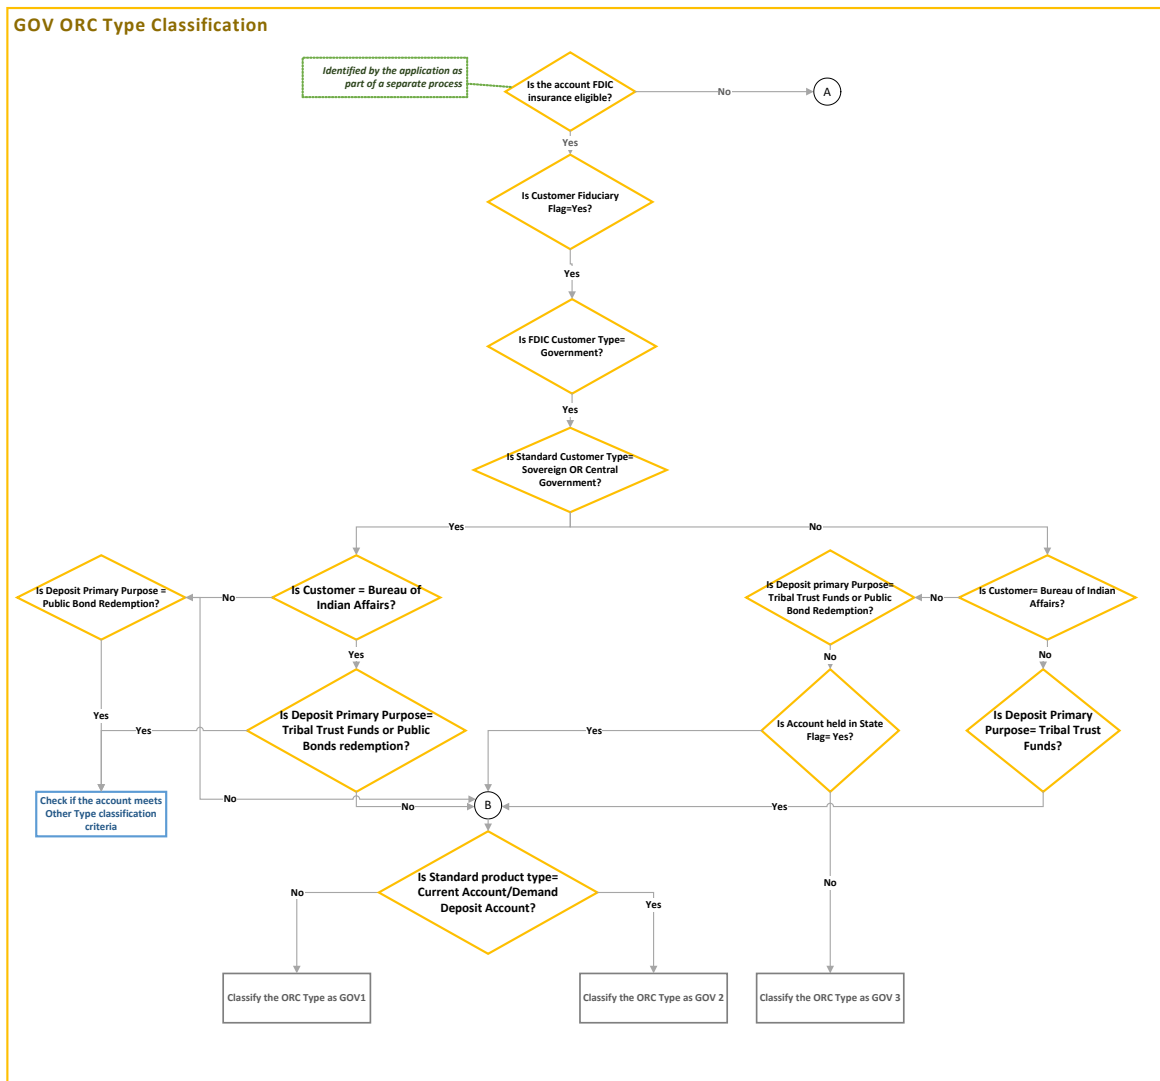 GOV ORC Type Classification
Identified by the application as
part of a separate process
Is the account FDIC
insurance eligible?
No
A
Yes
Is Customer Fiduciary
Flag=Yes?
Yes
Is FDIC Customer Type=
Government?
Yes
Is Standard Customer Type=
Sovereign OR Central
Government?
Yes
No
Is Deposit Primary Purpose =
Public Bond Redemption?
No
Is Customer = Bureau of
Indian Affairs?
Is Deposit primary Purpose=
Tribal Trust Funds or Public
Bond Redemption?
No
Is Customer= Bureau of Indian
Affairs?
Yes
No
No
Yes
Yes
Is Deposit Primary Purpose=
Tribal Trust Funds or Public
Bonds redemption?
Yes
Is Account held in State
Flag= Yes?
Is Deposit Primary
Purpose= Tribal Trust
Funds?
Check if the account meets
Other Type classification
criteria
No
No
B
Yes
Is Standard product type=
Current Account/Demand
Deposit Account?
No
Yes
No
Classify the ORC Type as GOV1
Classify the ORC Type as GOV 2
Classify the ORC Type as GOV 3